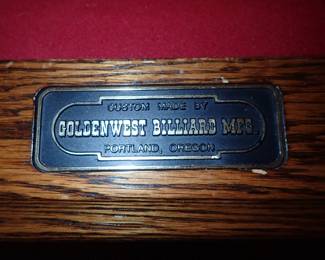 CUSTOM MADE BY
GOLDENWEST BILLIARD MFG.
PORTLAND, OREGON